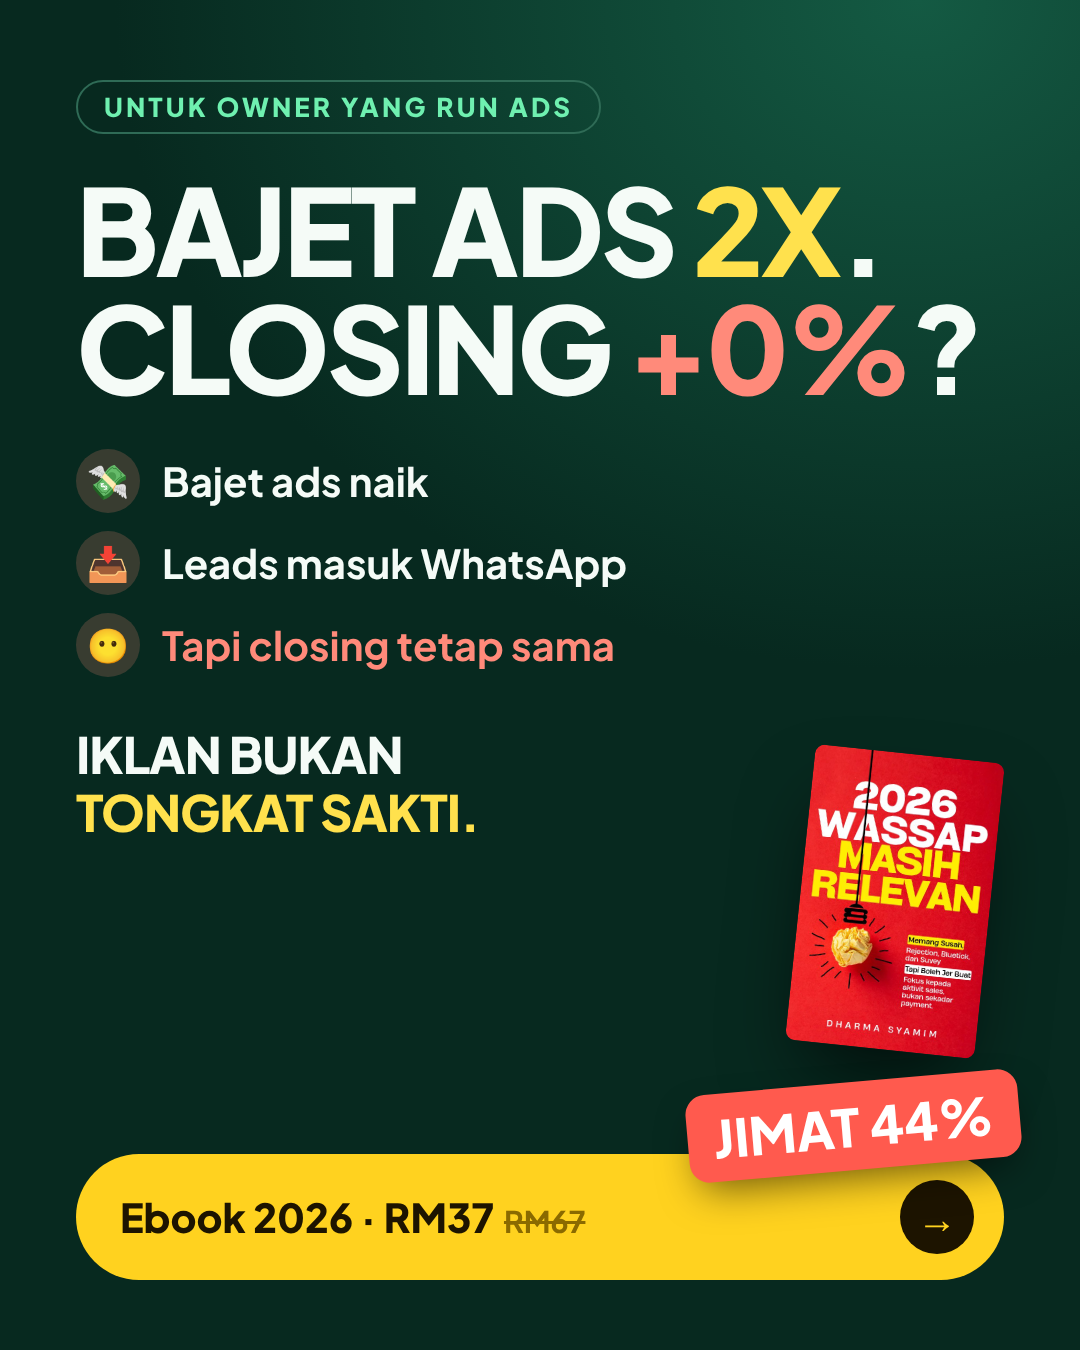 UNTUK OWNER YANG RUN ADS
BAJET ADS 2X.
CLOSING +0%?
Bajet ads naik
Leads masuk WhatsApp
Tapi closing tetap sama
IKLAN BUKAN
TONGKAT SAKTI.
2026
WASSAP
MASIH
RELEVAN
Memang Susah,
Rejection, Bluetick,
dan Suvey
Tapi Boleh Jer Buat
Fokus kepada
aktivit sales,
bukan sekadar
payment.
DHARMA SYAMIM
JIMAT 44%
Ebook 2026 · RM37 RM67
→